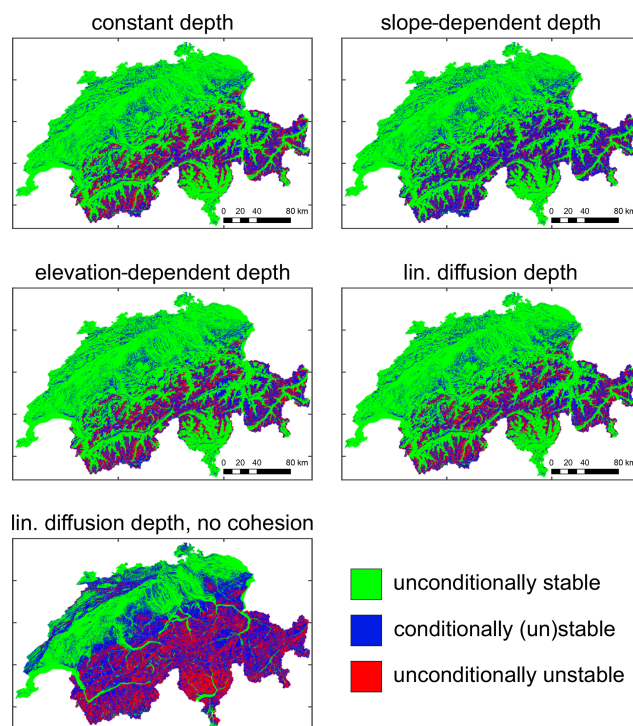 constant depth
slope-dependent depth
0 20 40 80 km
0 20 40 80 km
elevation-dependent depth
lin. diffusion depth
0 20 40 80 km
0 20 40 80 km
lin. diffusion depth, no cohesion
unconditionally stable
conditionally (un)stable
unconditionally unstable